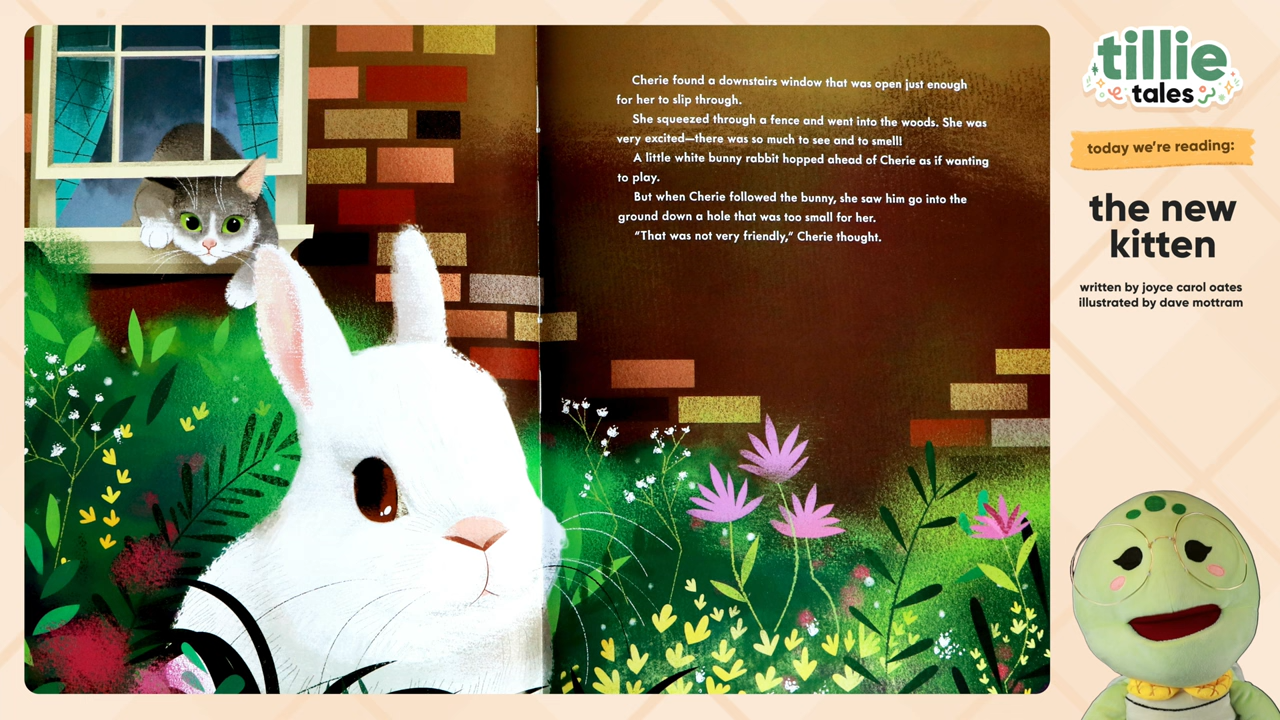 Cherie found a downstairs window that was open just enough
for her to slip through.
She squeezed through a fence and went into the woods. She was
very excited—there was so much to see and to smell!
A little white bunny rabbit hopped ahead of Cherie as if wanting
to play.
But when Cherie followed the bunny, she saw him go into the
ground down a hole that was too small for her.
“That was not very friendly,” Cherie thought.
tillie
tales
today we're reading:
the new
kitten
written by joyce carol oates
illustrated by dave mottram